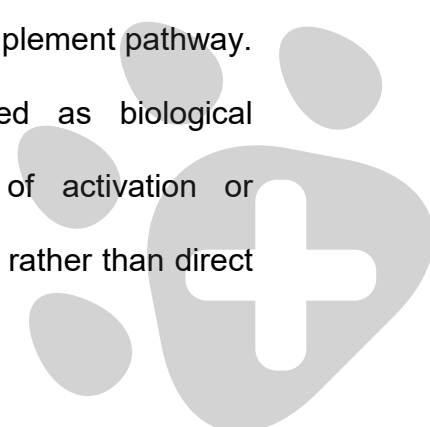 plement pathway.
ed as biological
of activation or
rather than direct